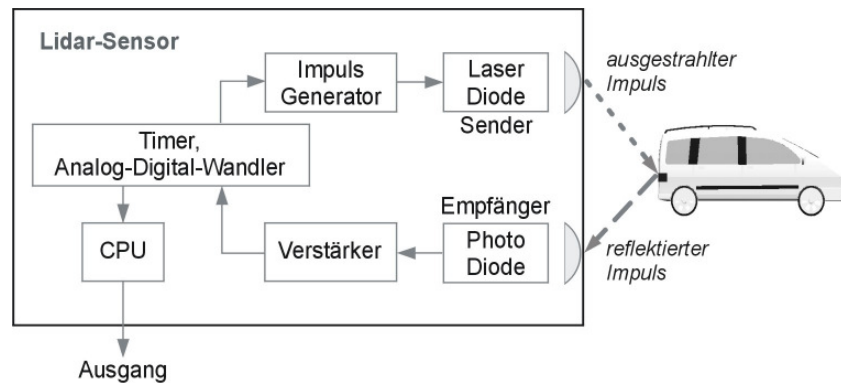 Lidar-Sensor
Impuls
Generator
Laser
Diode
Sender
ausgestrahlter
Impuls
Timer,
Analog-Digital-Wandler
CPU
Verstärker
Empfänger
Photo
Diode
reflektierter
Impuls
Ausgang